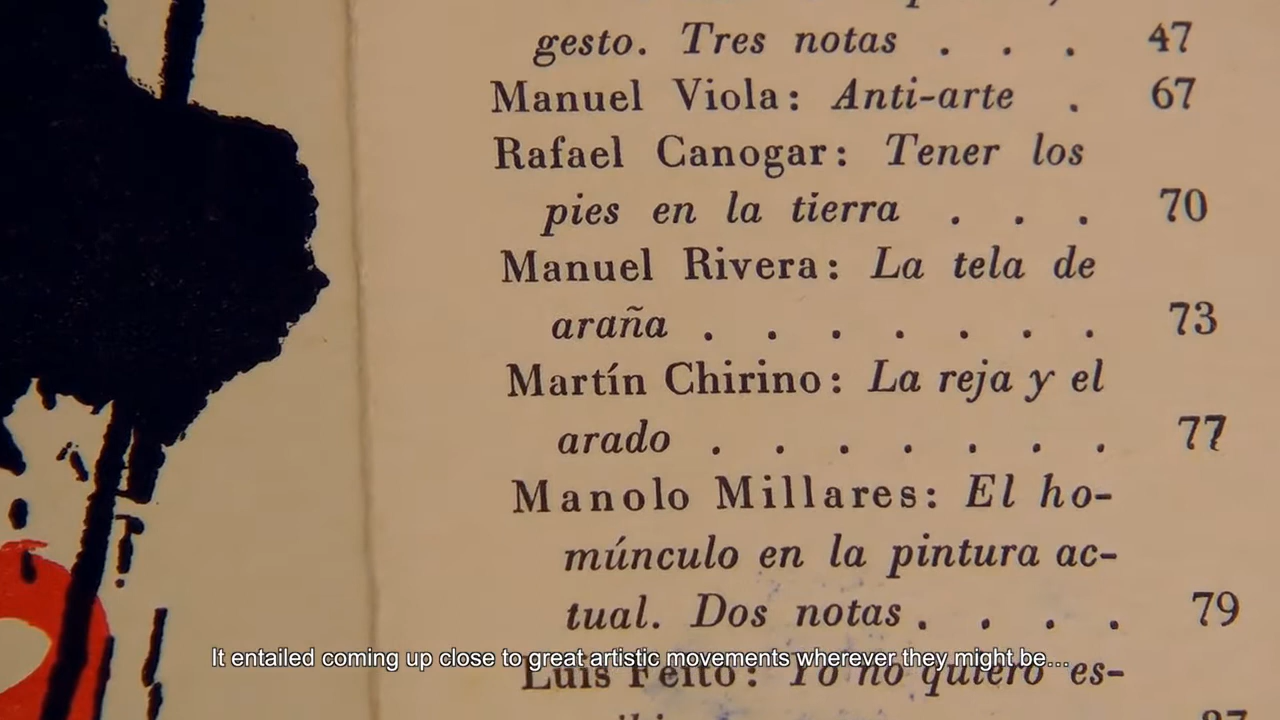 gesto. Tres notas . . . 47
Manuel Viola: Anti-arte . 67
Rafael Canogar: Tener los
pies en la tierra . . . 70
Manuel Rivera: La tela de
araña . . . . . . . 73
Martín Chirino: La reja y el
arado . . . . . . . 77
Manolo Millares: El ho-
múnculo en la pintura ac-
tual. Dos notas . . . . 79
It entailed coming up close to great artistic movements wherever they might be...
Luis Feito: Yo no quiero es-